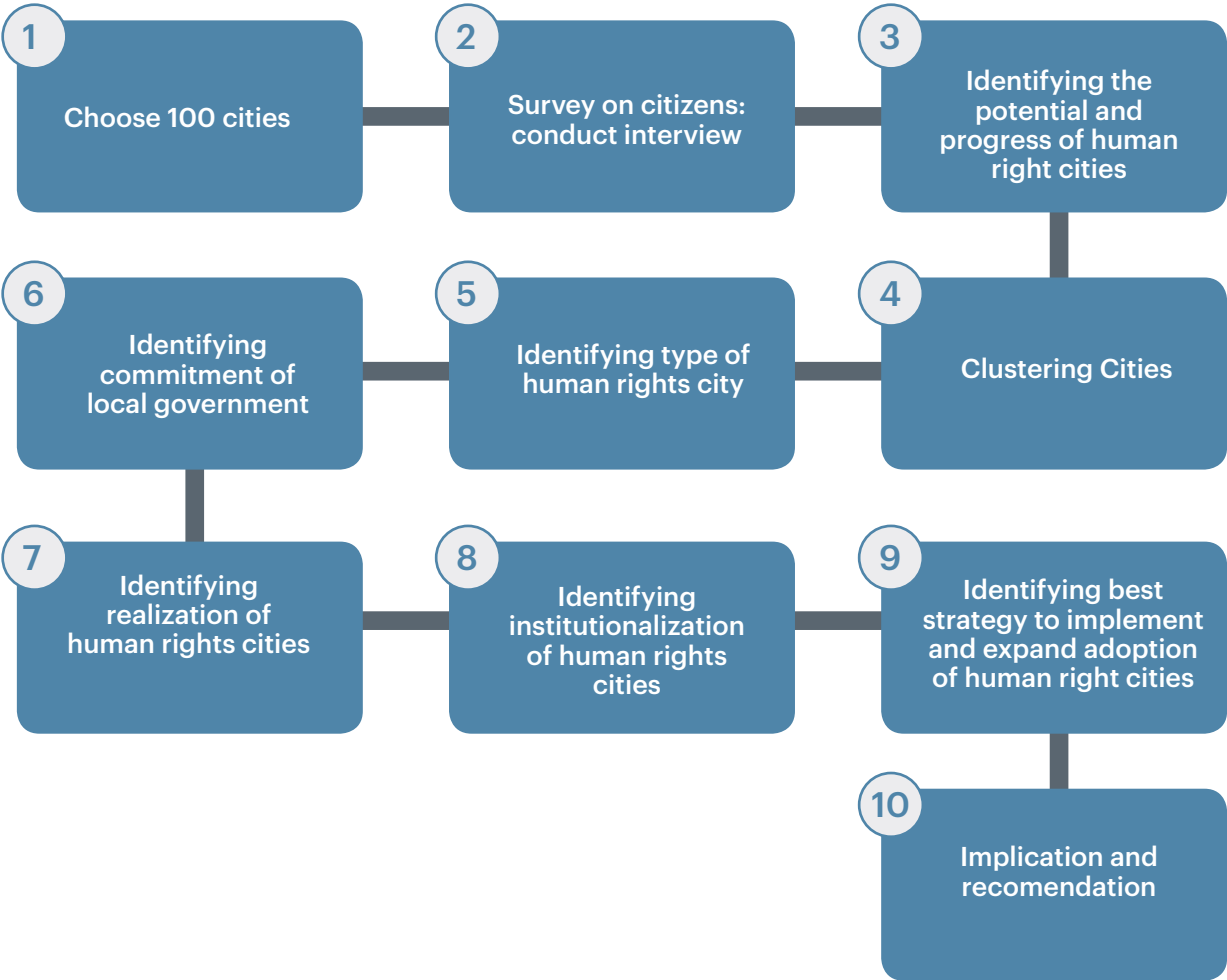 1
Choose 100 cities
2
Survey on citizens:
conduct interview
3
Identifying the
potential and
progress of human
right cities
4
Clustering Cities
5
Identifying type of
human rights city
6
Identifying
commitment of
local government
7
Identifying
realization of
human rights cities
8
Identifying
institutionalization
of human rights
cities
9
Identifying best
strategy to implement
and expand adoption
of human right cities
10
Implication and
recomendation